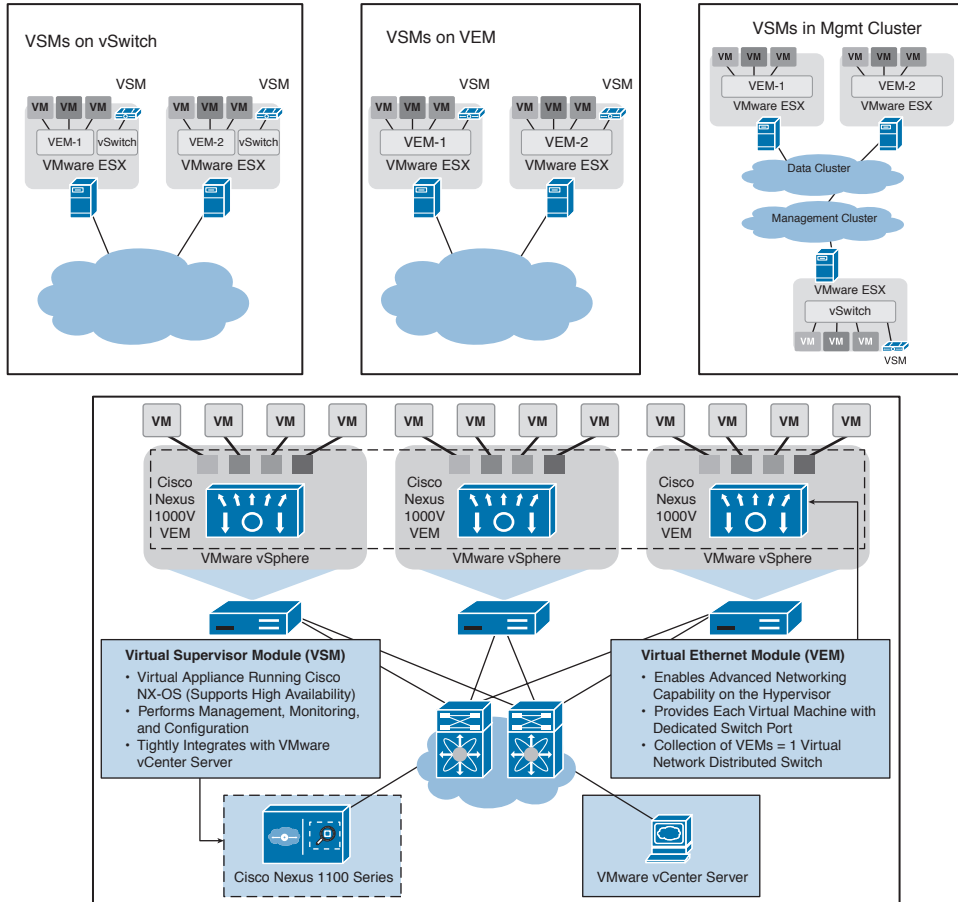 VSMs on vSwitch
VSM
VSM
VM VM VM
VM VM VM
VEM-1 vSwitch
VEM-2 vSwitch
VMware ESX
VMware ESX
VSMs on VEM
VSM
VSM
VM VM VM
VM VM VM
VEM-1
VEM-2
VMware ESX
VMware ESX
VSMs in Mgmt Cluster
VM VM VM
VM VM VM
VEM-1
VEM-2
VMware ESX
VMware ESX
Data Cluster
Management Cluster
VMware ESX
vSwitch
VM VM VM
VSM
VM VM VM VM
VM VM VM VM
VM VM VM VM
Cisco
Nexus
1000V
VEM
VMware vSphere
Cisco
Nexus
1000V
VEM
VMware vSphere
Cisco
Nexus
1000V
VEM
VMware vSphere
Virtual Supervisor Module (VSM)
• Virtual Appliance Running Cisco
NX-OS (Supports High Availability)
• Performs Management, Monitoring,
and Configuration
• Tightly Integrates with VMware
vCenter Server
Virtual Ethernet Module (VEM)
• Enables Advanced Networking
Capability on the Hypervisor
• Provides Each Virtual Machine with
Dedicated Switch Port
• Collection of VEMs = 1 Virtual
Network Distributed Switch
Cisco Nexus 1100 Series
VMware vCenter Server